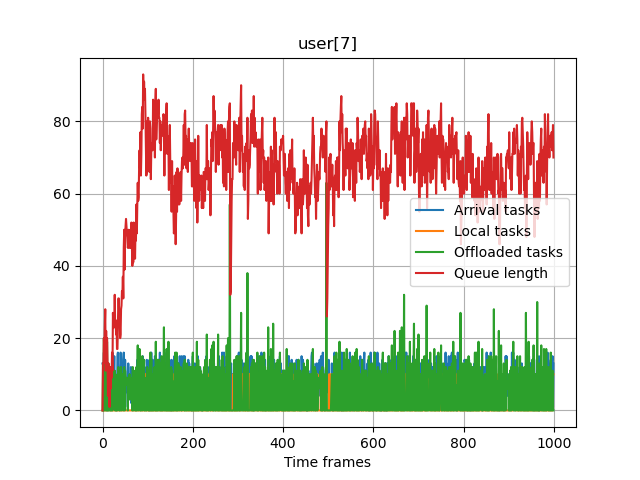 user[7]
80
60
40
20
0
Arrival tasks
Local tasks
Offloaded tasks
Queue length
0 200 400 600 800 1000
Time frames